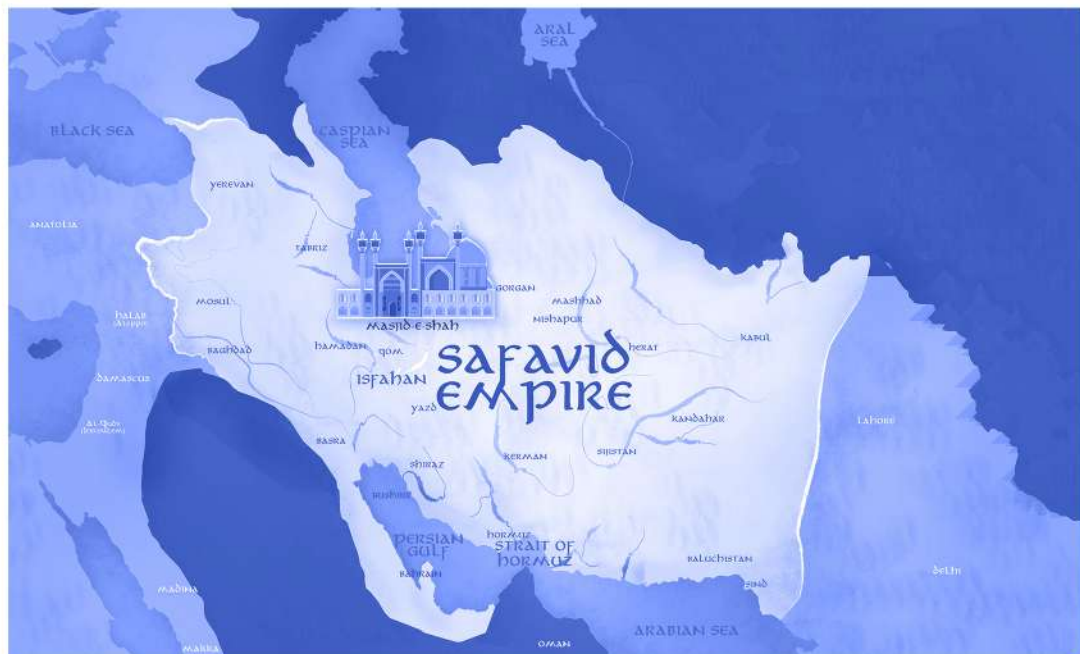 ARAL
SEA
BLACK SEA
CASPIAN
SEA
YEREVAN
ANATOLIA
TABRIZ
GORGAN
MOSUL
MASHHAD
HALAB
(ALEPPO)
NISHAPUR
MASJID-E-SHAH
KABUL
HAMADAN
QOM
HERAT
BAGHDAD
SAFAVID
EMPIRE
ISFAHAN
DAMASCUS
YAZD
KANDAHAR
LAHORE
AL-QUDS
(JERUSALEM)
BASRA
SIJISTAN
KERMAN
SHIRAZ
BUSHIHR
HORMUZ
PERSIAN
GULF
STRAIT OF
HORMUZ
BALUCHISTAN
BAHRAIN
DELHI
SIND
MADINA
ARABIAN SEA
OMAN
MAKKA